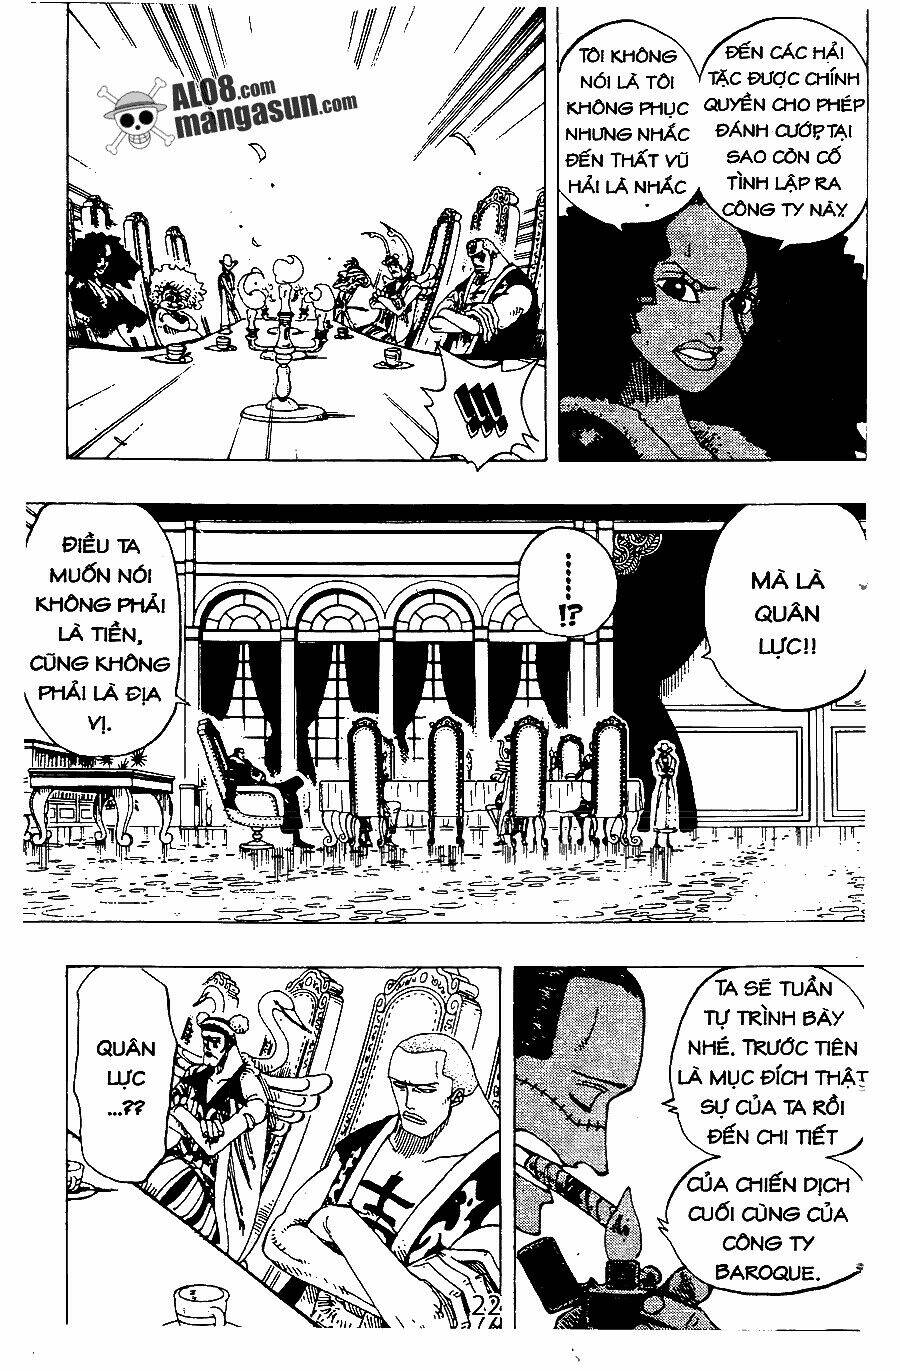 AL08.com
mangasun.com
ĐẾN CÁC HẢI
TẶC ĐƯỢC CHÍNH
QUYỀN CHO PHÉP
ĐÁNH CƯỚP, TẠI
SAO CÒN CỐ
TÌNH LẬP RA
CÔNG TY NÀY.
TÔI KHÔNG
NÓI LÀ TÔI
KHÔNG PHỤC
NHƯNG NHẮC
ĐẾN THẤT VŨ
HẢI LÀ NHẮC
!!!
MÀ LÀ
QUÂN
LỰC!!
........
!?
ĐIỀU TA
MUỐN NÓI
KHÔNG PHẢI
LÀ TIỀN,
CŨNG KHÔNG
PHẢI LÀ ĐỊA
VỊ.
TA SẼ TUẦN
TỰ TRÌNH BÀY
NHÉ. TRƯỚC TIÊN
LÀ MỤC ĐÍCH THẬT
SỰ CỦA TA RỒI
ĐẾN CHI TIẾT
CỦA CHIẾN DỊCH
CUỐI CÙNG CỦA
CÔNG TY
BAROQUE.
QUÂN
LỰC
...??